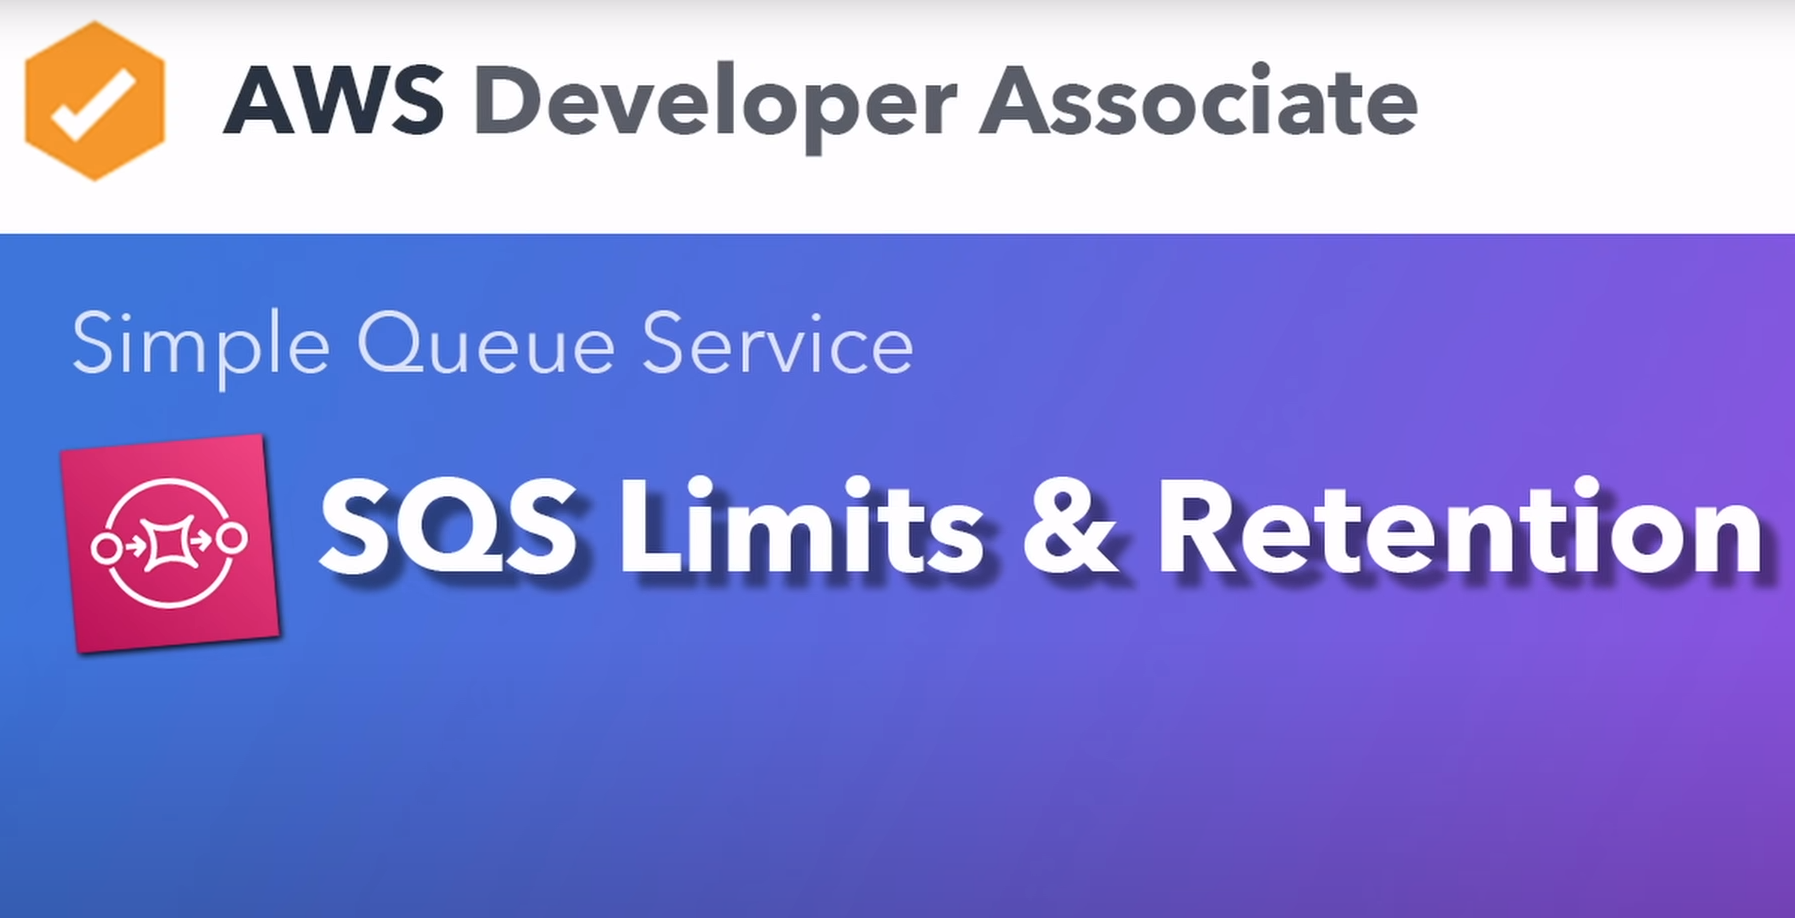 AWS Developer Associate
Simple Queue Service
SQS Limits & Retention